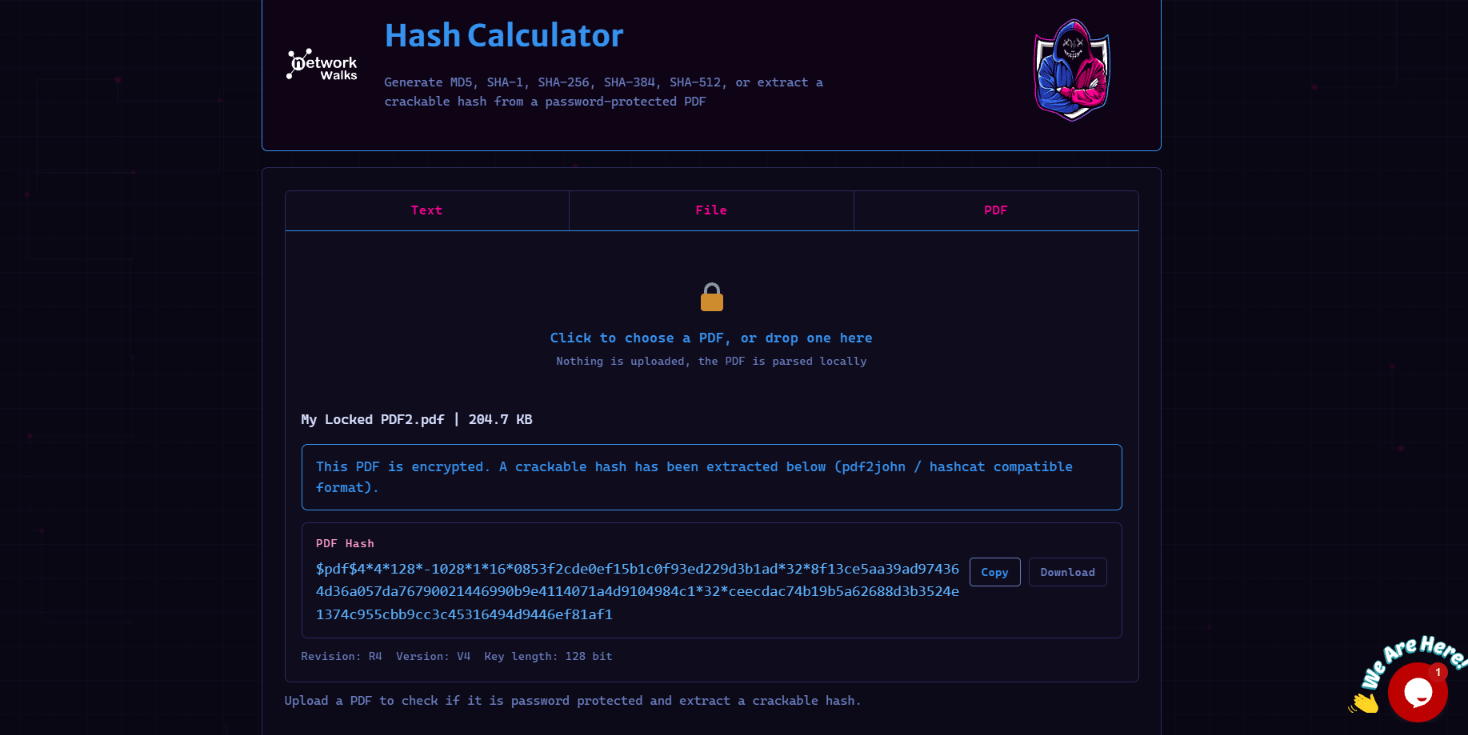 Hash Calculator
network
Walks
Generate MD5, SHA-1, SHA-256, SHA-384, SHA-512, or extract a
crackable hash from a password-protected PDF
Text
File
PDF
Click to choose a PDF, or drop one here
Nothing is uploaded, the PDF is parsed locally
My Locked PDF2.pdf | 204.7 KB
This PDF is encrypted. A crackable hash has been extracted below (pdf2john / hashcat compatible
format).
PDF Hash
$pdf$4*4*128*-1028*1*16*0853f2cde0ef15b1c0f93ed229d3b1ad*32*8f13ce5aa39ad97436
4d36a057da76790021446990b9e4114071a4d9104984c1*32*ceecdac74b19b5a62688d3b3524e
1374c955cbb9cc3c45316494d9446ef81af1
Copy
Download
Revision: R4 Version: V4 Key length: 128 bit
Upload a PDF to check if it is password protected and extract a crackable hash.
We Are Here!
1